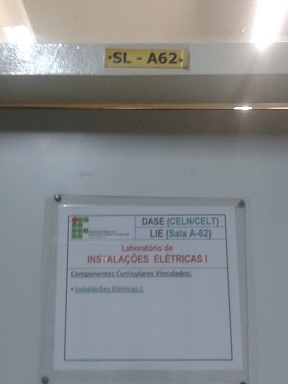 SL - A62
DASE (CELN/CELT)
LIE (Sala A-62)
Laboratório de
INSTALAÇÕES ELÉTRICAS I
Componentes Curriculares Vinculados:
• Instalações Elétricas I.